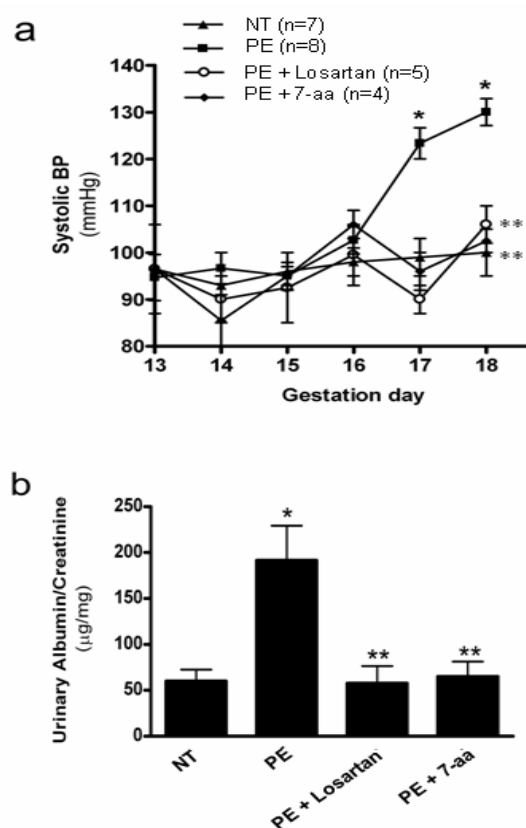 a
NT (n=7)
PE (n=8)
PE + Losartan (n=5)
PE + 7-aa (n=4)
140
130
120
110
100
90
80
Systolic BP
(mmHg)
*
*
**
**
13 14 15 16 17 18
Gestation day
b
250
200
150
100
50
0
Urinary Albumin/Creatinine
(μg/mg)
*
**
**
NT
PE
PE + Losartan
PE + 7-aa